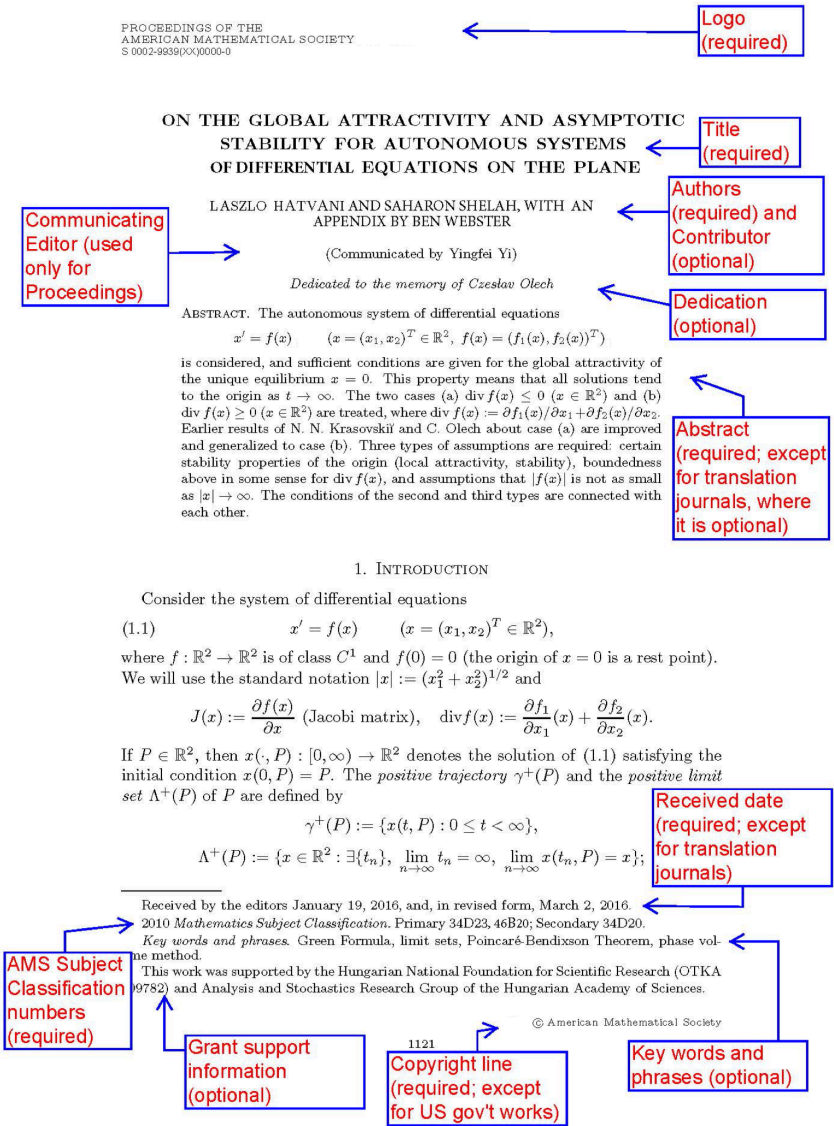 PROCEEDINGS OF THE
AMERICAN MATHEMATICAL SOCIETY
S 0002-9939(XX)0000-0
Logo
(required)
ON THE GLOBAL ATTRACTIVITY AND ASYMPTOTIC
STABILITY FOR AUTONOMOUS SYSTEMS
OF DIFFERENTIAL EQUATIONS ON THE PLANE
Title
(required)
LASZLO HATVANI AND SAHARON SHELAH, WITH AN
APPENDIX BY BEN WEBSTER
Authors
(required) and
Contributor
(optional)
Communicating
Editor (used
only for
Proceedings)
(Communicated by Yingfei Yi)
Dedicated to the memory of Czesław Olech
Dedication
(optional)
ABSTRACT. The autonomous system of differential equations
x′ = f(x) (x = (x₁, x₂)ᵀ ∈ ℝ², f(x) = (f₁(x), f₂(x))ᵀ)
is considered, and sufficient conditions are given for the global attractivity of
the unique equilibrium x = 0. This property means that all solutions tend
to the origin as t → ∞. The two cases (a) div f(x) ≤ 0 (x ∈ ℝ²) and (b)
div f(x) ≥ 0 (x ∈ ℝ²) are treated, where div f(x) := ∂f₁(x)/∂x₁+∂f₂(x)/∂x₂.
Earlier results of N. N. Krasovskiĭ and C. Olech about case (a) are improved
and generalized to case (b). Three types of assumptions are required: certain
stability properties of the origin (local attractivity, stability), boundedness
above in some sense for div f(x), and assumptions that |f(x)| is not as small
as |x| → ∞. The conditions of the second and third types are connected with
each other.
Abstract
(required; except
for translation
journals, where
it is optional)
1. INTRODUCTION
Consider the system of differential equations
(1.1) x′ = f(x) (x = (x₁, x₂)ᵀ ∈ ℝ²),
where f : ℝ² → ℝ² is of class C¹ and f(0) = 0 (the origin of x = 0 is a rest point).
We will use the standard notation |x| := (x₁² + x₂²)^{1/2} and
J(x) := ∂f(x)/∂x (Jacobi matrix), divf(x) := ∂f₁/∂x₁(x) + ∂f₂/∂x₂(x).
If P ∈ ℝ², then x(·, P) : [0, ∞) → ℝ² denotes the solution of (1.1) satisfying the
initial condition x(0, P) = P. The positive trajectory γ⁺(P) and the positive limit
set Λ⁺(P) of P are defined by
γ⁺(P) := {x(t, P) : 0 ≤ t < ∞},
Λ⁺(P) := {x ∈ ℝ² : ∃{tₙ}, lim_{n→∞} tₙ = ∞, lim_{n→∞} x(tₙ, P) = x};
Received date
(required; except
for translation
journals)
Received by the editors January 19, 2016, and, in revised form, March 2, 2016.
2010 Mathematics Subject Classification. Primary 34D23, 46B20; Secondary 34D20.
Key words and phrases. Green Formula, limit sets, Poincaré-Bendixson Theorem, phase vol-
me method.
This work was supported by the Hungarian National Foundation for Scientific Research (OTKA
9782) and Analysis and Stochastics Research Group of the Hungarian Academy of Sciences.
AMS Subject
Classification
numbers
(required)
© American Mathematical Society
1121
Grant support
information
(optional)
Copyright line
(required; except
for US gov't works)
Key words and
phrases (optional)